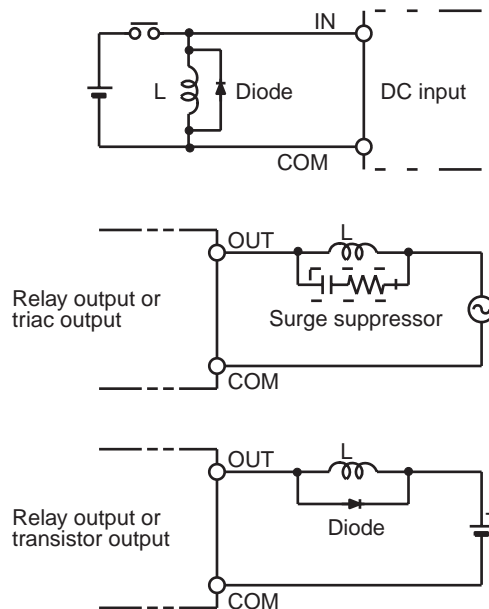 IN
L
Diode
DC input
COM
OUT
L
Relay output or
triac output
Surge suppressor
COM
OUT
L
Relay output or
transistor output
Diode
COM